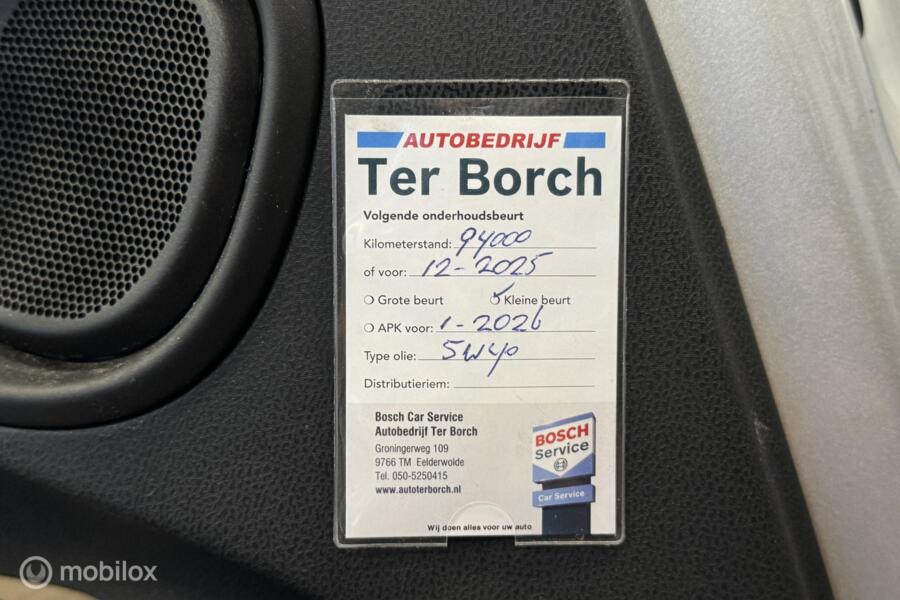 AUTOBEDRIJF
Ter Borch
Volgende onderhoudsbeurt
Kilometerstand: 94000
of voor: 12-2025
Grote beurt Kleine beurt
APK voor: 1-2026
Type olie: 5W40
Distributieriem:
Bosch Car Service
Autobedrijf Ter Borch
Groningerweg 109
9766 TM Eelderwolde
Tel. 050-5250415
www.autoterborch.nl
BOSCH
Service
Car Service
Wij doen alles voor uw auto
mobilox